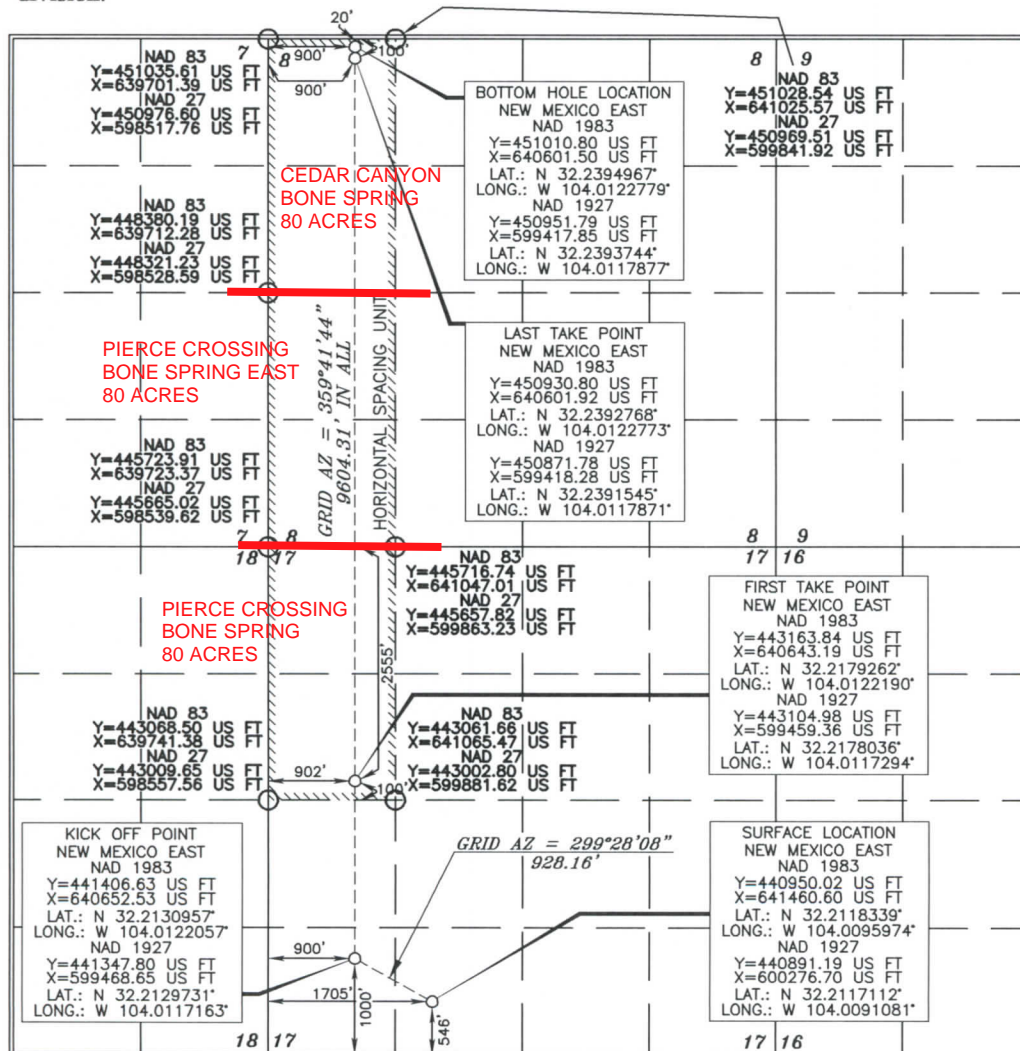 20'
900'
100'
900'
7
8
8 9
NAD 83
Y=451035.61 US FT
X=639701.39 US FT
NAD 27
Y=450976.60 US FT
X=598517.76 US FT
BOTTOM HOLE LOCATION
NEW MEXICO EAST
NAD 1983
Y=451010.80 US FT
X=640601.50 US FT
LAT.: N 32.2394967°
LONG.: W 104.0122779°
NAD 1927
Y=450951.79 US FT
X=599417.85 US FT
LAT.: N 32.2393744°
LONG.: W 104.0117877°
NAD 83
Y=451028.54 US FT
X=641025.57 US FT
NAD 27
Y=450969.51 US FT
X=599841.92 US FT
CEDAR CANYON
BONE SPRING
80 ACRES
NAD 83
Y=448380.19 US FT
X=639712.28 US FT
NAD 27
Y=448321.23 US FT
X=598528.59 US FT
PIERCE CROSSING
BONE SPRING EAST
80 ACRES
GRID AZ = 359°41'44"
9604.31' IN ALL
HORIZONTAL SPACING UNIT
LAST TAKE POINT
NEW MEXICO EAST
NAD 1983
Y=450930.80 US FT
X=640601.92 US FT
LAT.: N 32.2392768°
LONG.: W 104.0122773°
NAD 1927
Y=450871.78 US FT
X=599418.28 US FT
LAT.: N 32.2391545°
LONG.: W 104.0117871°
NAD 83
Y=445723.91 US FT
X=639723.37 US FT
NAD 27
Y=445665.02 US FT
X=598539.62 US FT
7 8
18 17
8 9
17 16
NAD 83
Y=445716.74 US FT
X=641047.01 US FT
NAD 27
Y=445657.82 US FT
X=599863.23 US FT
PIERCE CROSSING
BONE SPRING
80 ACRES
2555'
FIRST TAKE POINT
NEW MEXICO EAST
NAD 1983
Y=443163.84 US FT
X=640643.19 US FT
LAT.: N 32.2179262°
LONG.: W 104.0122190°
NAD 1927
Y=443104.98 US FT
X=599459.36 US FT
LAT.: N 32.2178036°
LONG.: W 104.0117294°
NAD 83
Y=443068.50 US FT
X=639741.38 US FT
NAD 27
Y=443009.65 US FT
X=598557.56 US FT
902'
100'
NAD 83
Y=443061.66 US FT
X=641065.47 US FT
NAD 27
Y=443002.80 US FT
X=599881.62 US FT
KICK OFF POINT
NEW MEXICO EAST
NAD 1983
Y=441406.63 US FT
X=640652.53 US FT
LAT.: N 32.2130957°
LONG.: W 104.0122057°
NAD 1927
Y=441347.80 US FT
X=599468.65 US FT
LAT.: N 32.2129731°
LONG.: W 104.0117163°
GRID AZ = 299°28'08"
928.16'
SURFACE LOCATION
NEW MEXICO EAST
NAD 1983
Y=440950.02 US FT
X=641460.60 US FT
LAT.: N 32.2118339°
LONG.: W 104.0095974°
NAD 1927
Y=440891.19 US FT
X=600276.70 US FT
LAT.: N 32.2117112°
LONG.: W 104.0091081°
900'
1705'
1000'
546'
18 17
17 16